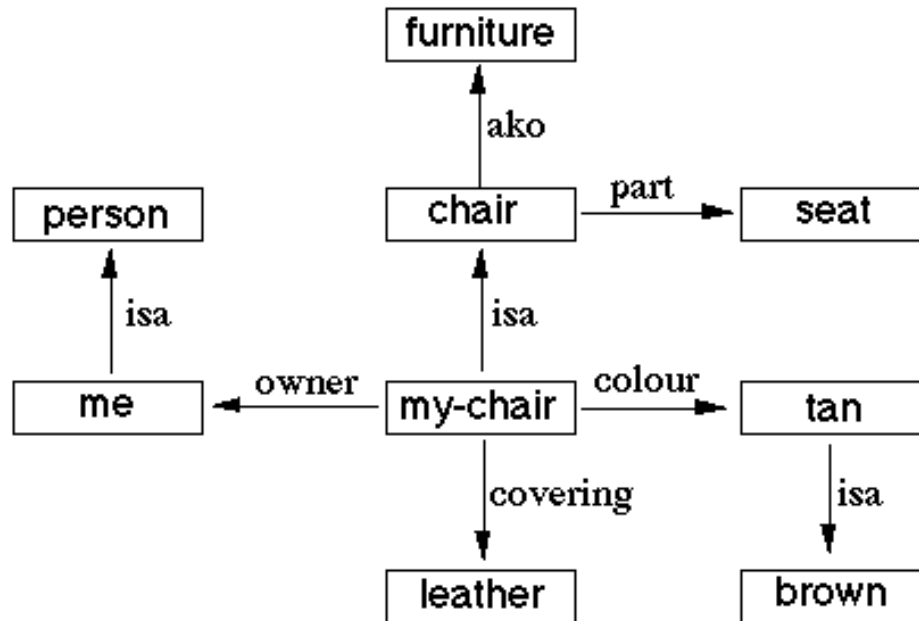 furniture
ako
person
chair
part
seat
isa
isa
me
owner
my-chair
colour
tan
covering
isa
leather
brown